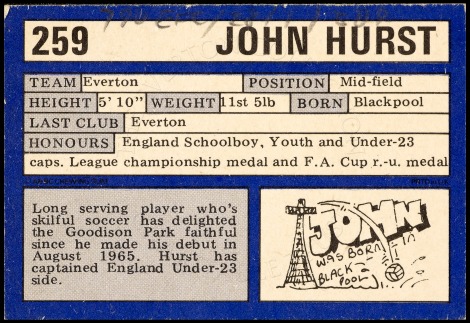 259 JOHN HURST
TEAM Everton POSITION Mid-field
HEIGHT 5' 10" WEIGHT 11st 5lb BORN Blackpool
LAST CLUB Everton
HONOURS England Schoolboy, Youth and Under-23
caps. League championship medal and F.A. Cup r.-u. medal
Long serving player who's
skilful soccer has delighted
the Goodison Park faithful
since he made his debut in
August 1965. Hurst has
captained England Under-23
side.
JOHN
WAS BORN
IN
BLACK
POOL